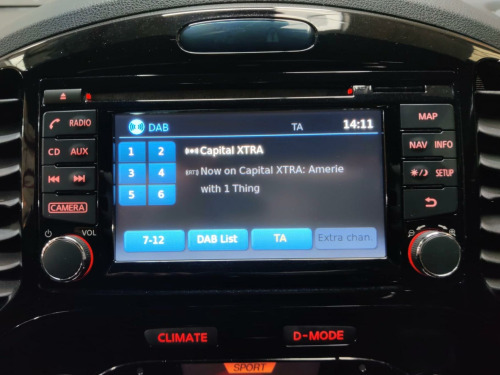 DAB TA 14:11
RADIO
MAP
CD AUX
NAV INFO
SETUP
CAMERA
VOL
1 2
3 4
5 6
Capital XTRA
Now on Capital XTRA: Amerie
with 1 Thing
7-12 DAB List TA Extra chan.
CLIMATE D-MODE
SPORT